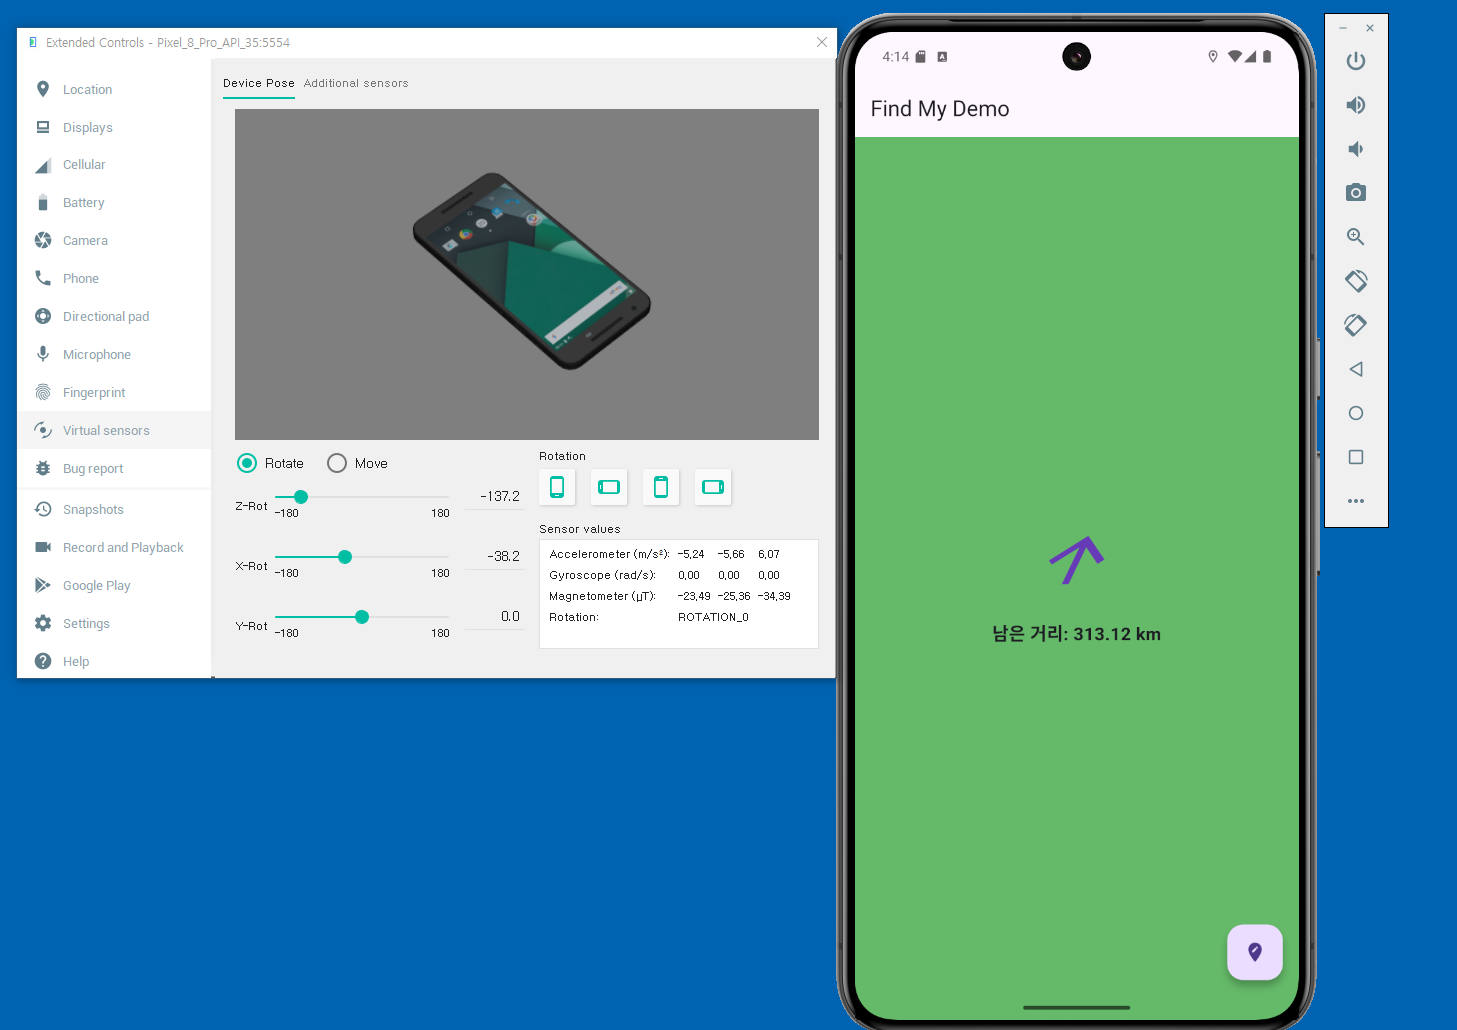 Extended Controls - Pixel_8_Pro_API_35:5554
Location
Displays
Cellular
Battery
Camera
Phone
Directional pad
Microphone
Fingerprint
Virtual sensors
Bug report
Snapshots
Record and Playback
Google Play
Settings
Help
Device Pose Additional sensors
Rotate Move
Z-Rot -180 180 -137.2
X-Rot -180 180 -38.2
Y-Rot -180 180 0.0
Rotation
Sensor values
Accelerometer (m/s²): -5,24 -5,66 6,07
Gyroscope (rad/s): 0,00 0,00 0,00
Magnetometer (μT): -23,49 -25,36 -34,39
Rotation: ROTATION_0
4:14
Find My Demo
남은 거리: 313.12 km